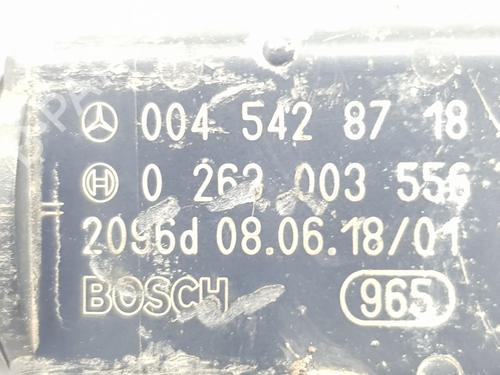 004 542 87 18
0 263 003 556
2096d 08.06.18/01
BOSCH 965